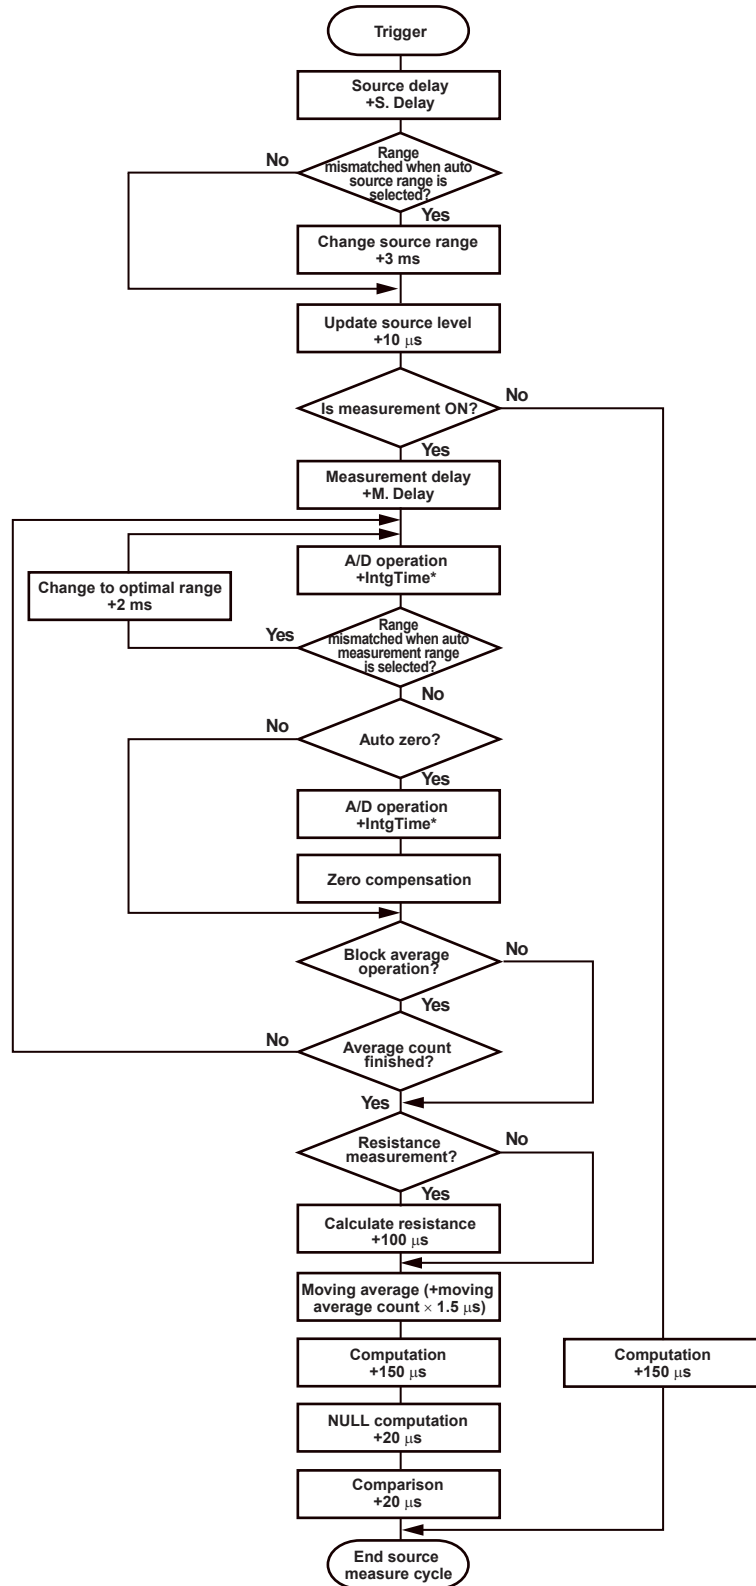 Trigger
Source delay
+S. Delay
No
Range
mismatched when auto
source range is
selected?
Yes
Change source range
+3 ms
Update source level
+10 μs
Is measurement ON?
No
Yes
Measurement delay
+M. Delay
A/D operation
+IntgTime*
Change to optimal range
+2 ms
Yes
Range
mismatched when auto
measurement range
is selected?
No
No
Auto zero?
Yes
A/D operation
+IntgTime*
Zero compensation
Block average
operation?
No
Yes
No
Average count
finished?
Yes
Resistance
measurement?
No
Yes
Calculate resistance
+100 μs
Moving average (+moving
average count × 1.5 μs)
Computation
+150 μs
Computation
+150 μs
NULL computation
+20 μs
Comparison
+20 μs
End source
measure cycle